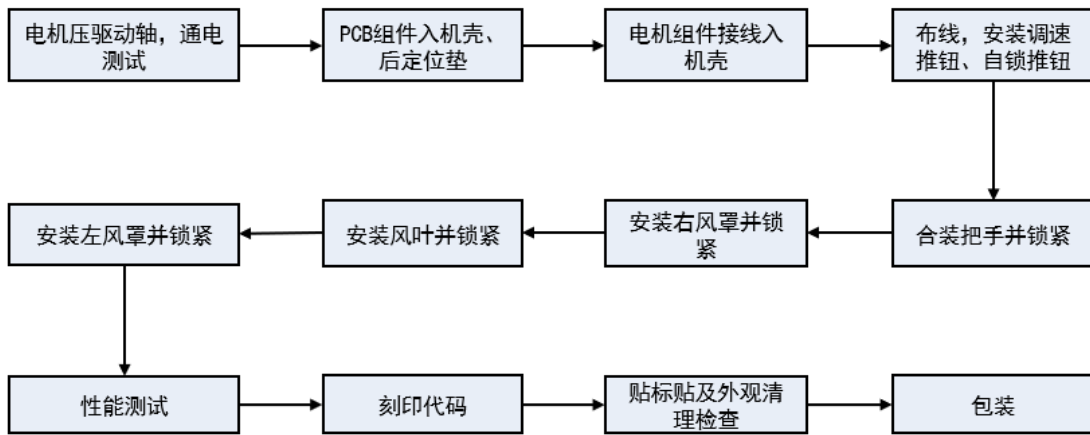 电机压驱动轴，通电
测试
PCB组件入机壳、
后定位垫
电机组件接线入
机壳
布线，安装调速
推钮、自锁推钮
合装把手并锁紧
安装右风罩并锁
紧
安装风叶并锁紧
安装左风罩并锁紧
性能测试
刻印代码
贴标贴及外观清
理检查
包装